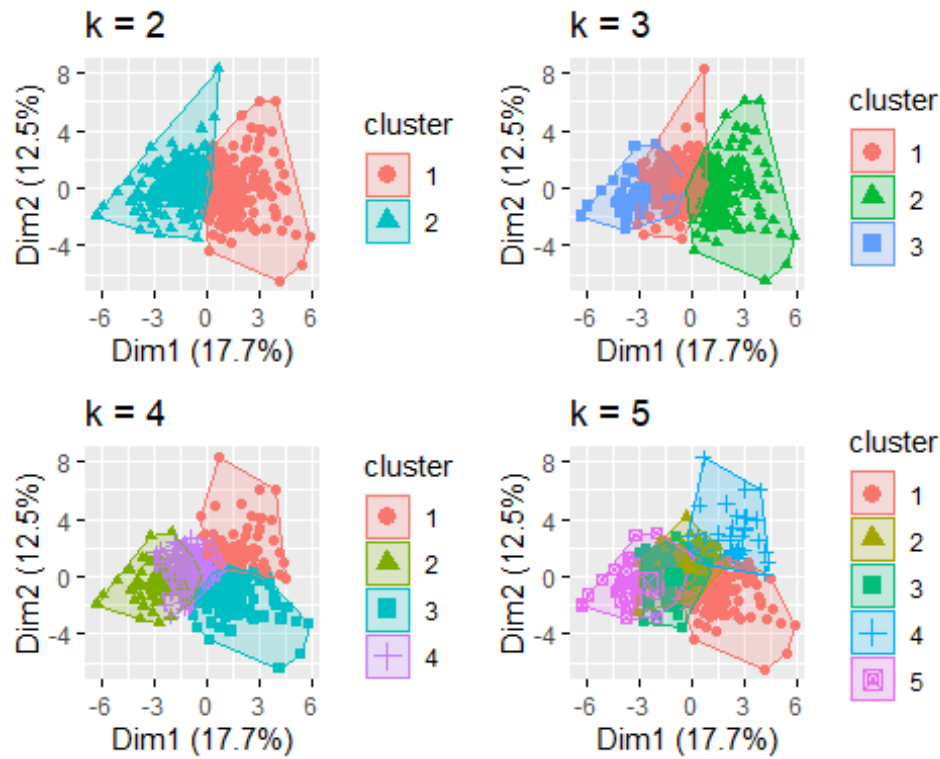 k = 2
8
4
0
-4
-6 -3 0 3 6
Dim2 (12.5%)
Dim1 (17.7%)
cluster
1
2
k = 3
8
4
0
-4
-6 -3 0 3 6
Dim2 (12.5%)
Dim1 (17.7%)
cluster
1
2
3
k = 4
8
4
0
-4
-6 -3 0 3 6
Dim2 (12.5%)
Dim1 (17.7%)
cluster
1
2
3
4
k = 5
8
4
0
-4
-6 -3 0 3 6
Dim2 (12.5%)
Dim1 (17.7%)
cluster
1
2
3
4
5